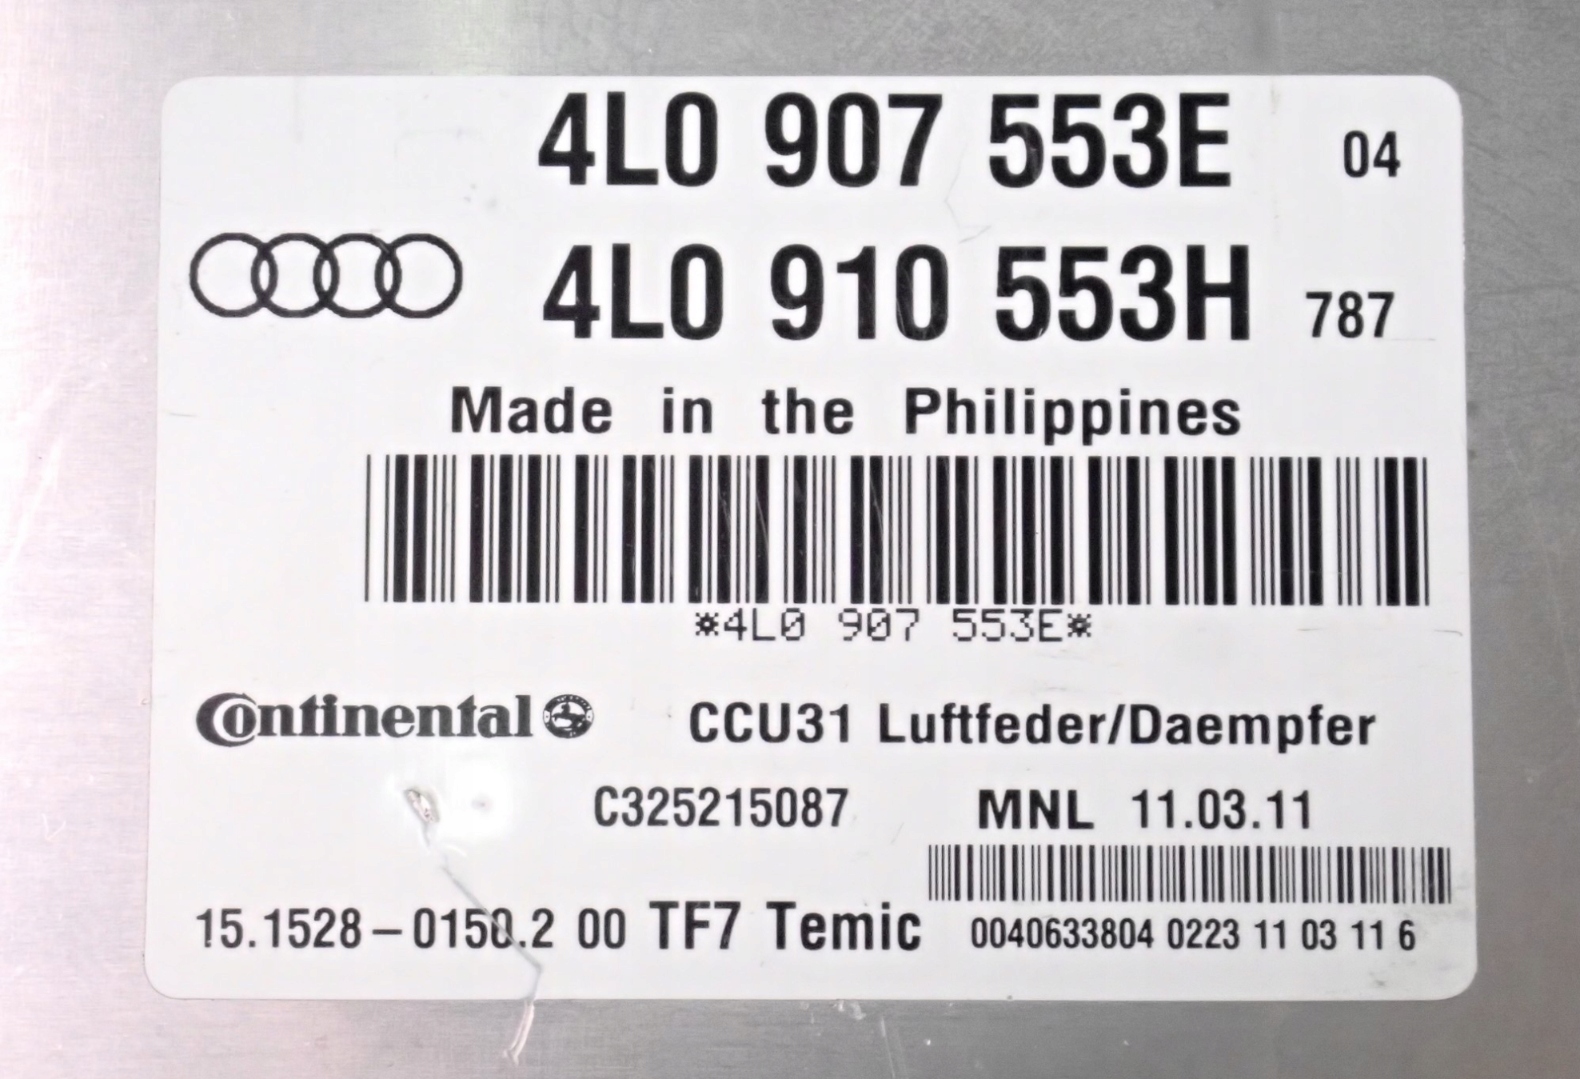 4L0 907 553E 04
4L0 910 553H 787
Made in the Philippines
*4L0 907 553E*
Continental CCU31 Luftfeder/Daempfer
C325215087 MNL 11.03.11
15.1528-0150.2 00 TF7 Temic 0040633804 0223 11 03 11 6